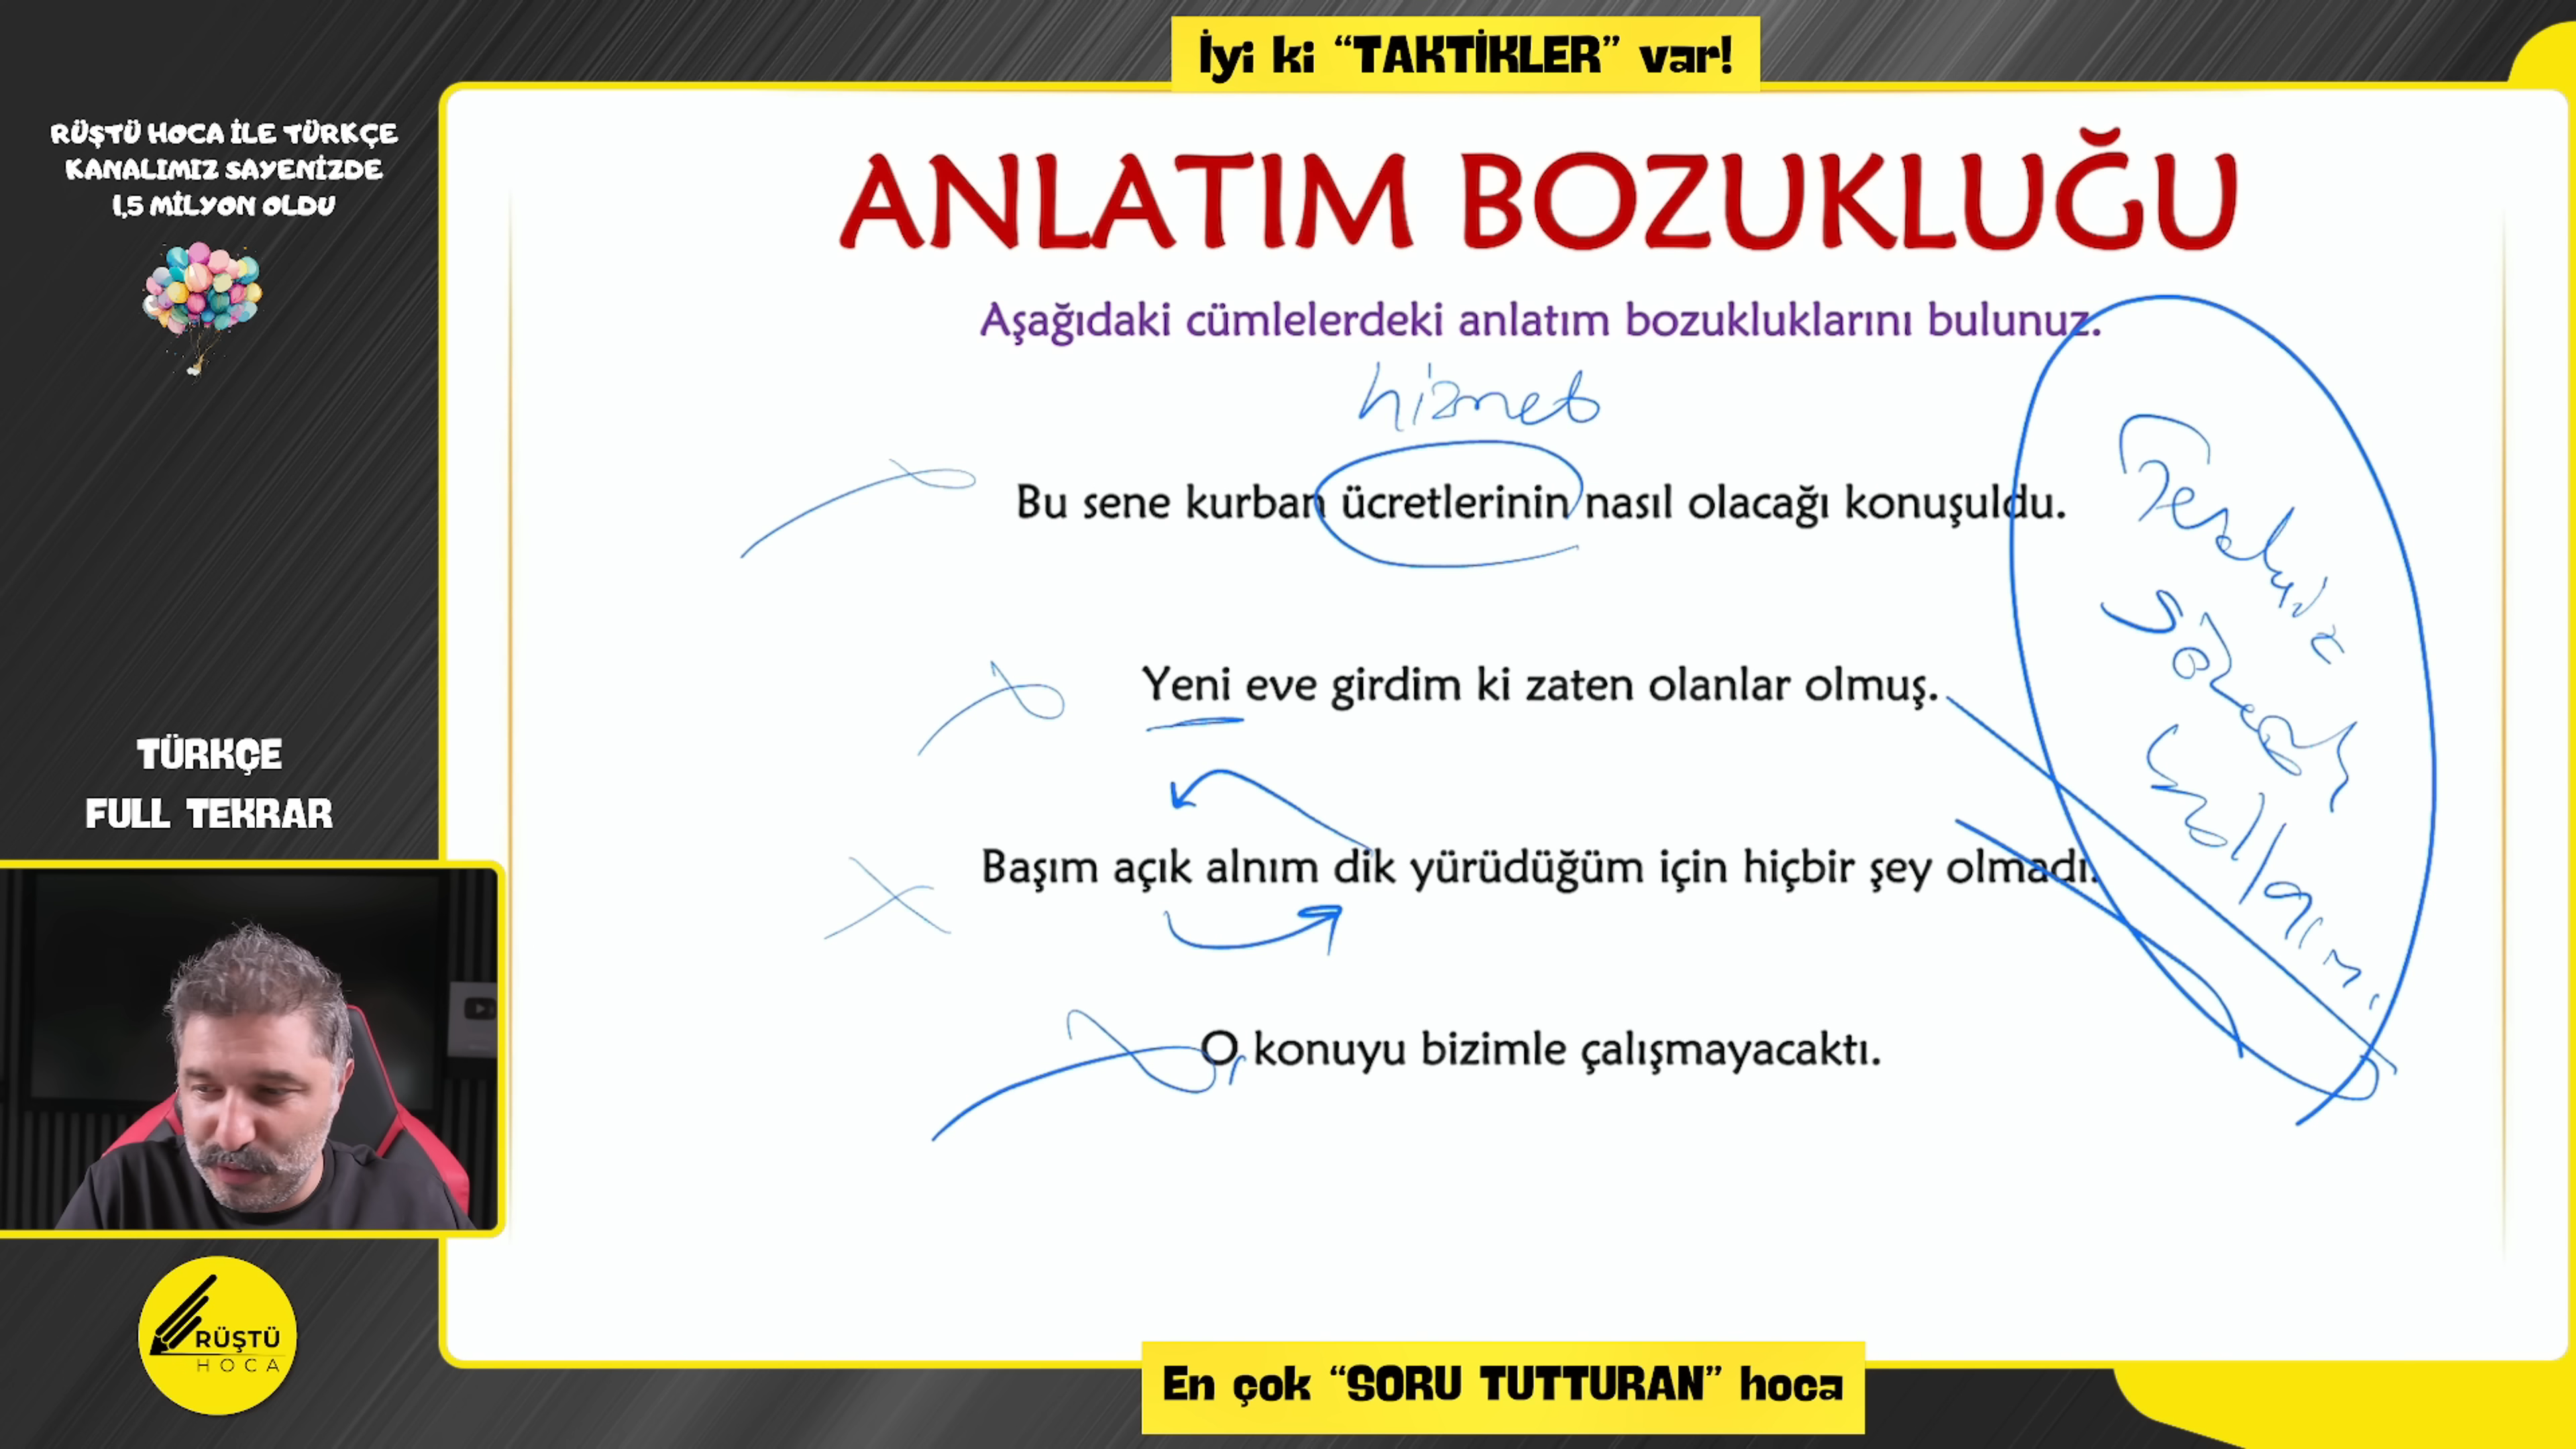 İyi ki “TAKTİKLER” var!
RÜŞTÜ HOCA İLE TÜRKÇE
KANALIMIZ SAYENİZDE
1,5 MİLYON OLDU
ANLATIM BOZUKLUĞU
Aşağıdaki cümlelerdeki anlatım bozukluklarını bulunuz.
hizmet
Bu sene kurban ücretlerinin nasıl olacağı konuşuldu.
Yeni eve girdim ki zaten olanlar olmuş.
Başım açık alnım dik yürüdüğüm için hiçbir şey olmadı.
O, konuyu bizimle çalışmayacaktı.
sözcük
TÜRKÇE
FULL TEKRAR
RÜŞTÜ
HOCA
En çok “SORU TUTTURAN” hoca